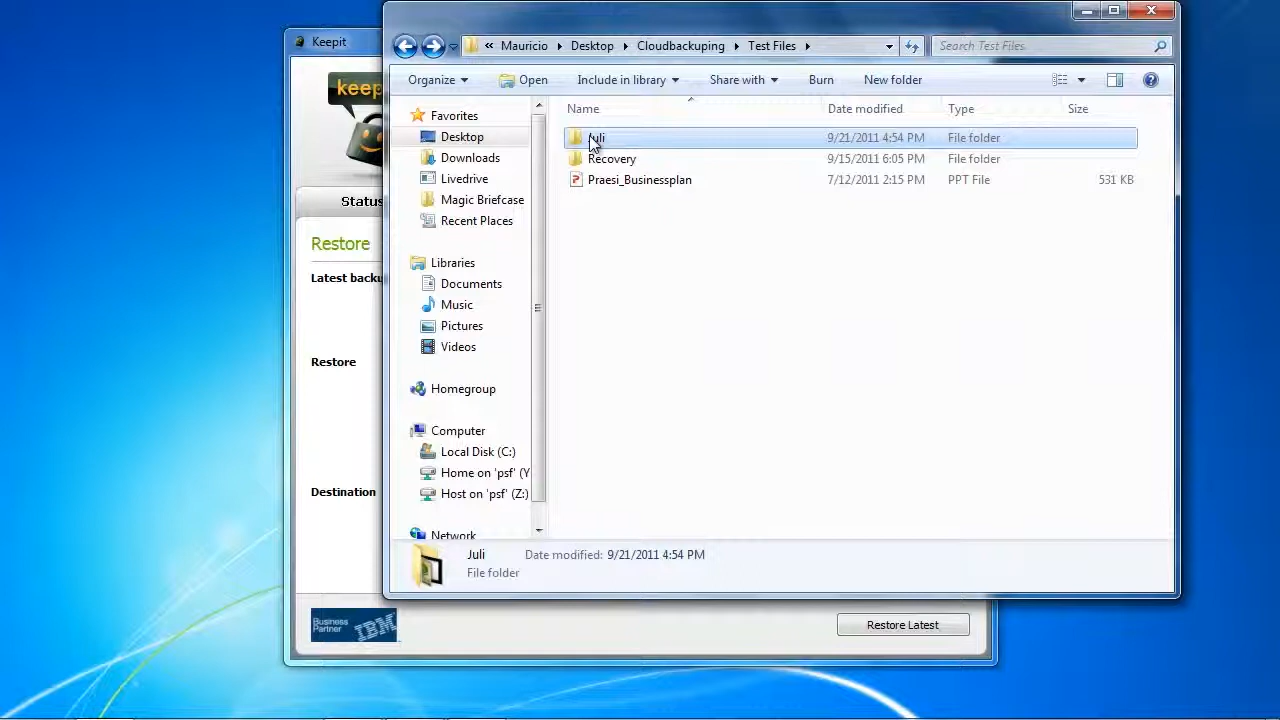 Keepit
« Mauricio Desktop Cloudbackuping Test Files
Search Test Files
Organize Open Include in library Share with Burn New folder
Name Date modified Type Size
Favorites
Desktop
Downloads
Livedrive
Magic Briefcase
Recent Places
Libraries
Documents
Music
Pictures
Videos
Homegroup
Computer
Local Disk (C:)
Home on 'psf' (Y
Host on 'psf' (Z:)
Network
Juli 9/21/2011 4:54 PM File folder
Recovery 9/15/2011 6:05 PM File folder
Praesi_Businessplan 7/12/2011 2:15 PM PPT File 531 KB
Juli Date modified: 9/21/2011 4:54 PM
File folder
keep
Status
Restore
Latest backu
Restore
Destination
Business Partner IBM
Restore Latest